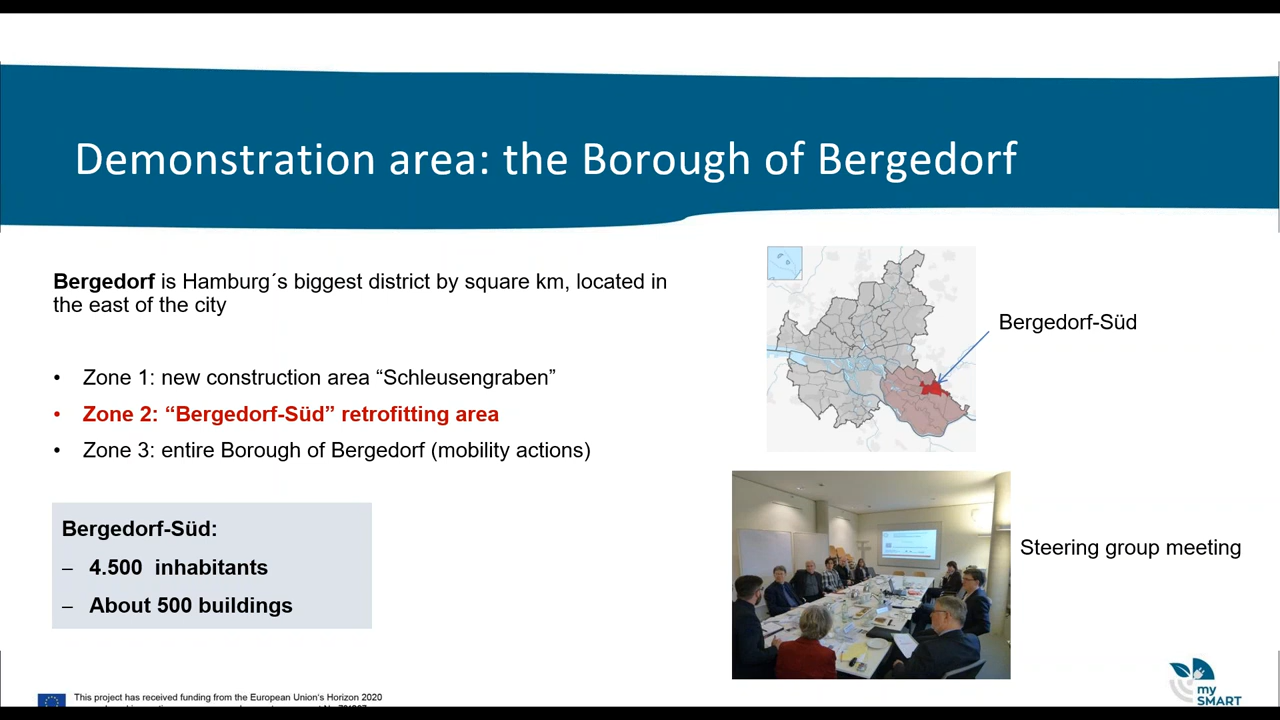 Demonstration area: the Borough of Bergedorf
Bergedorf is Hamburg´s biggest district by square km, located in
the east of the city
• Zone 1: new construction area “Schleusengraben”
• Zone 2: “Bergedorf-Süd” retrofitting area
• Zone 3: entire Borough of Bergedorf (mobility actions)
Bergedorf-Süd:
– 4.500 inhabitants
– About 500 buildings
Bergedorf-Süd
Steering group meeting
This project has received funding from the European Union's Horizon 2020
my
SMART